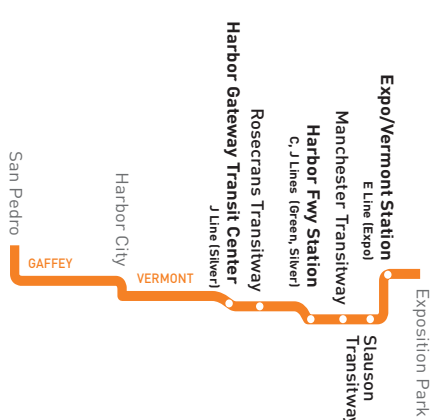 San Pedro
GAFFEY
Harbor City
VERMONT
Harbor Gateway Transit Center
J Line (Silver)
Rosecrans Transitway
Harbor Fwy Station
C, J Lines (Green, Silver)
Manchester Transitway
Slauson
Transitway
Expo/Vermont Station
E Line (Expo)
Exposition Park